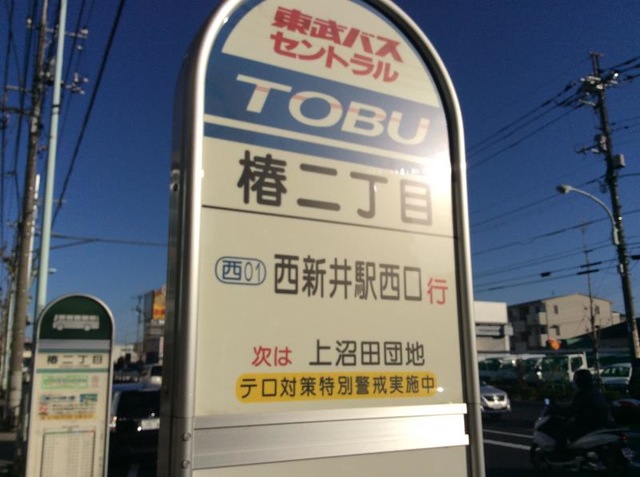 東武バス
セントラル
TOBU
椿二丁目
西01 西新井駅西口行
次は 上沼田団地
テロ対策特別警戒実施中
椿二丁目